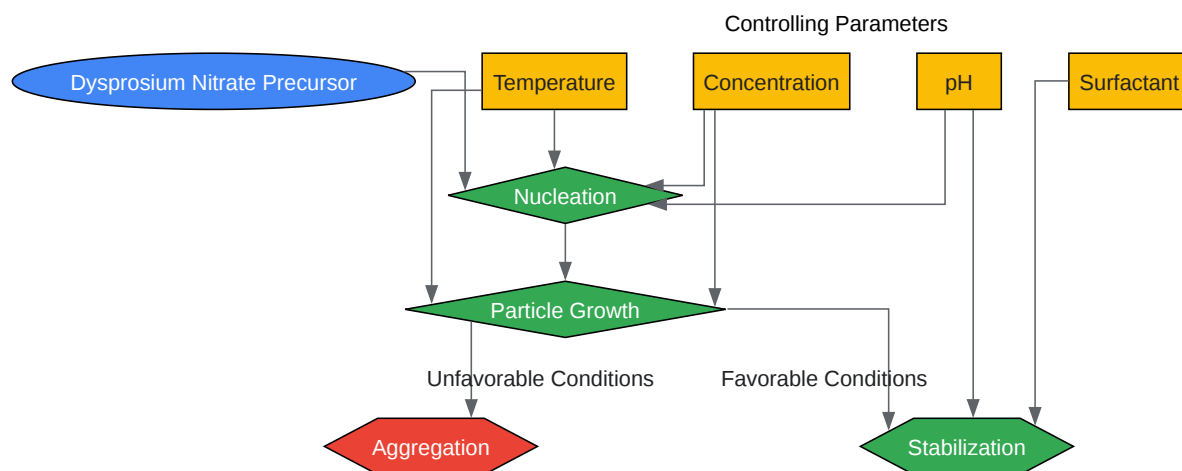 Controlling Parameters
Dysprosium Nitrate Precursor
Temperature
Concentration
pH
Surfactant
Nucleation
Particle Growth
Unfavorable Conditions
Favorable Conditions
Aggregation
Stabilization